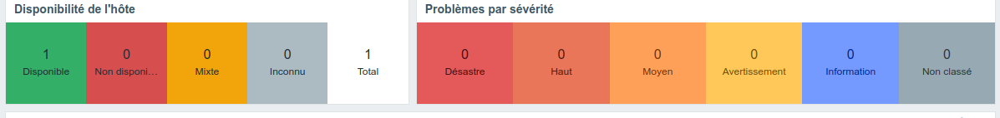 Disponibilité de l'hôte
1 0 0 0 1
Disponible Non disponi... Mixte Inconnu Total
Problèmes par sévérité
0 0 0 0 0 0
Désastre Haut Moyen Avertissement Information Non classé